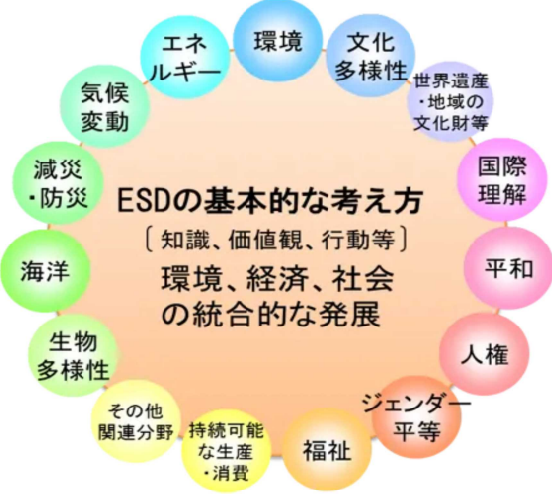 環境
文化
多様性
世界遺産
・地域の
文化財等
国際
理解
平和
人権
ジェンダー
平等
福祉
持続可能
な生産
・消費
その他
関連分野
生物
多様性
海洋
減災
・防災
気候
変動
エネ
ルギー
ESDの基本的な考え方
〔知識、価値観、行動等〕
環境、経済、社会
の統合的な発展